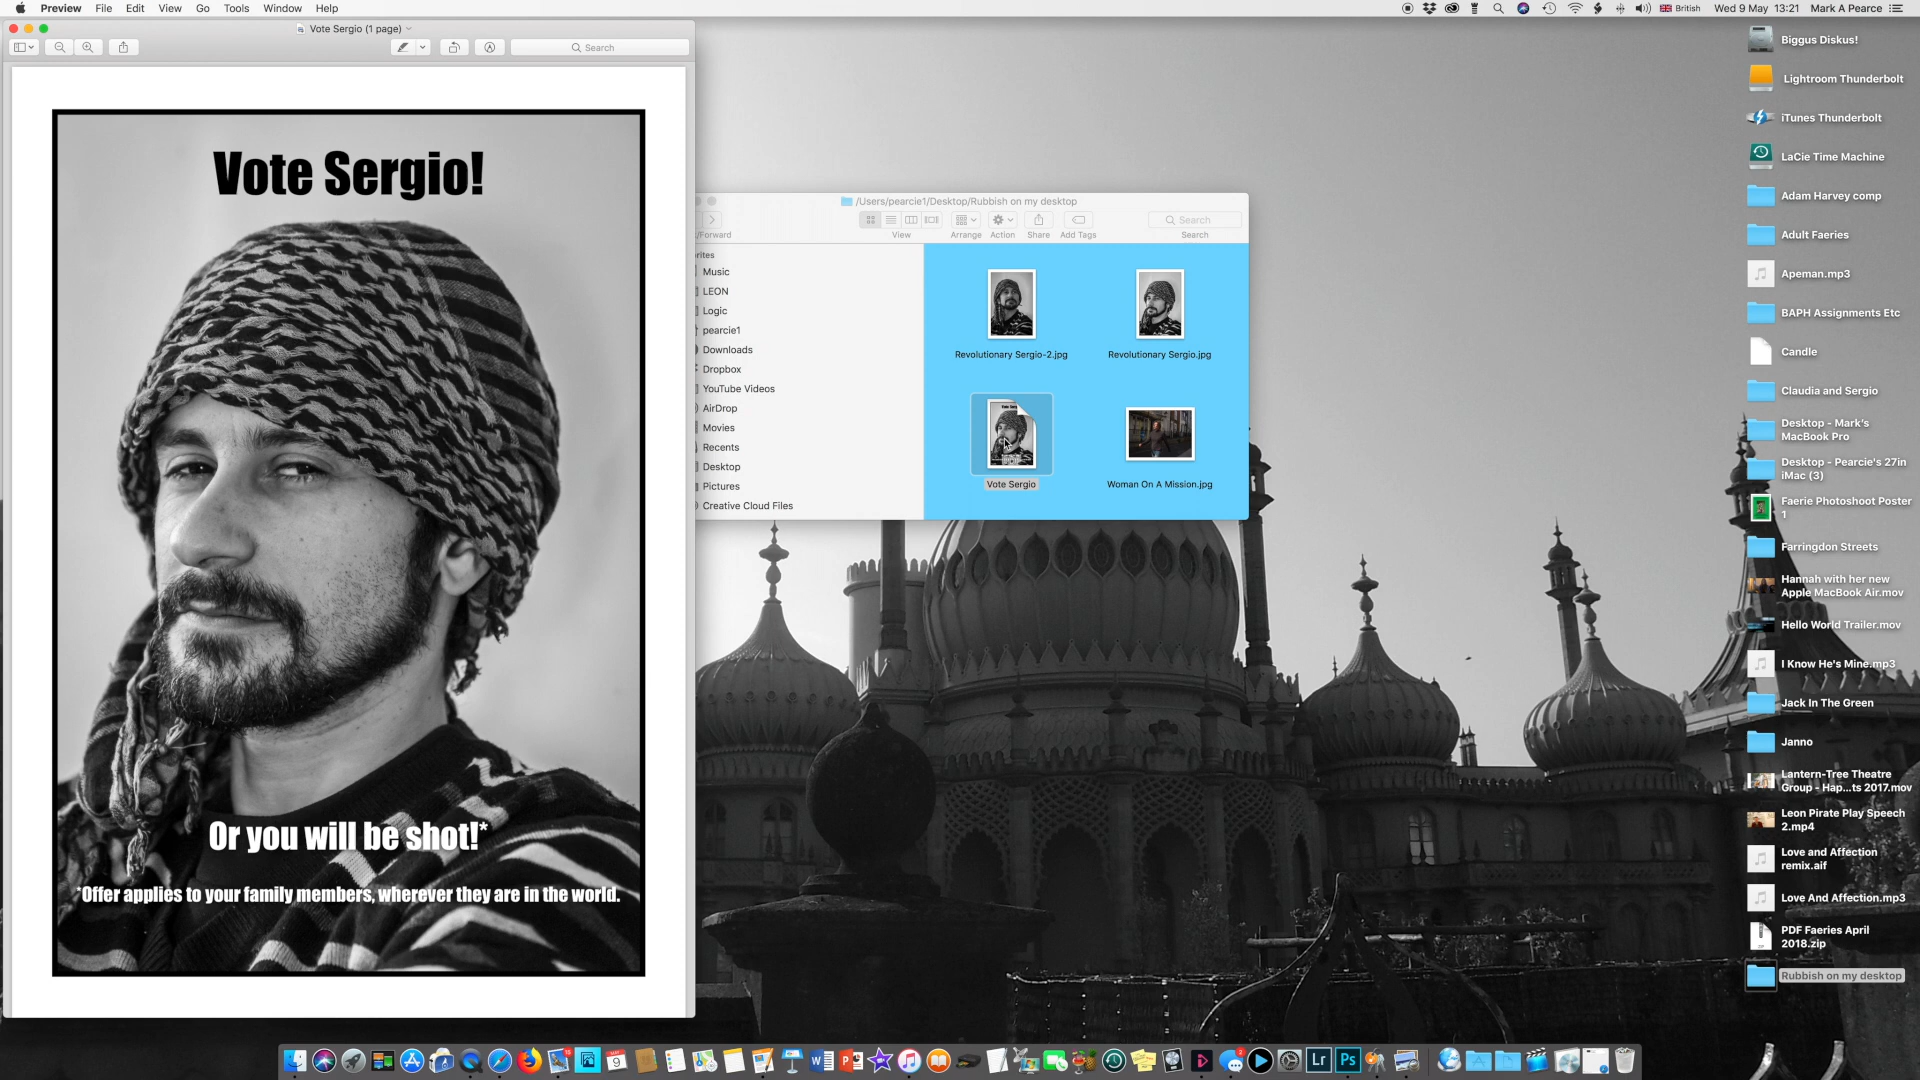 Preview File Edit View Go Tools Window Help
British Wed 9 May 13:21 Mark A Pearce
Vote Sergio (1 page)
Search
Vote Sergio!
Or you will be shot!*
*Offer applies to your family members, wherever they are in the world.
/Users/pearcie1/Desktop/Rubbish on my desktop
Search
/Forward View Arrange Action Share Add Tags Search
rites
Music
LEON
Logic
pearcie1
Downloads
Dropbox
YouTube Videos
AirDrop
Movies
Recents
Desktop
Pictures
Creative Cloud Files
Revolutionary Sergio-2.jpg
Revolutionary Sergio.jpg
Vote Sergio
Woman On A Mission.jpg
Biggus Diskus!
Lightroom Thunderbolt
iTunes Thunderbolt
LaCie Time Machine
Adam Harvey comp
Adult Faeries
Apeman.mp3
BAPH Assignments Etc
Candle
Claudia and Sergio
Desktop - Mark's
MacBook Pro
Desktop - Pearcie's 27in
iMac (3)
Faerie Photoshoot Poster
1
Farringdon Streets
Hannah with her new
Apple MacBook Air.mov
Hello World Trailer.mov
I Know He's Mine.mp3
Jack In The Green
Janno
Lantern-Tree Theatre
Group - Hap...ts 2017.mov
Leon Pirate Play Speech
2.mp4
Love and Affection
remix.aif
Love And Affection.mp3
PDF Faeries April
2018.zip
Rubbish on my desktop
9
Lr
Ps